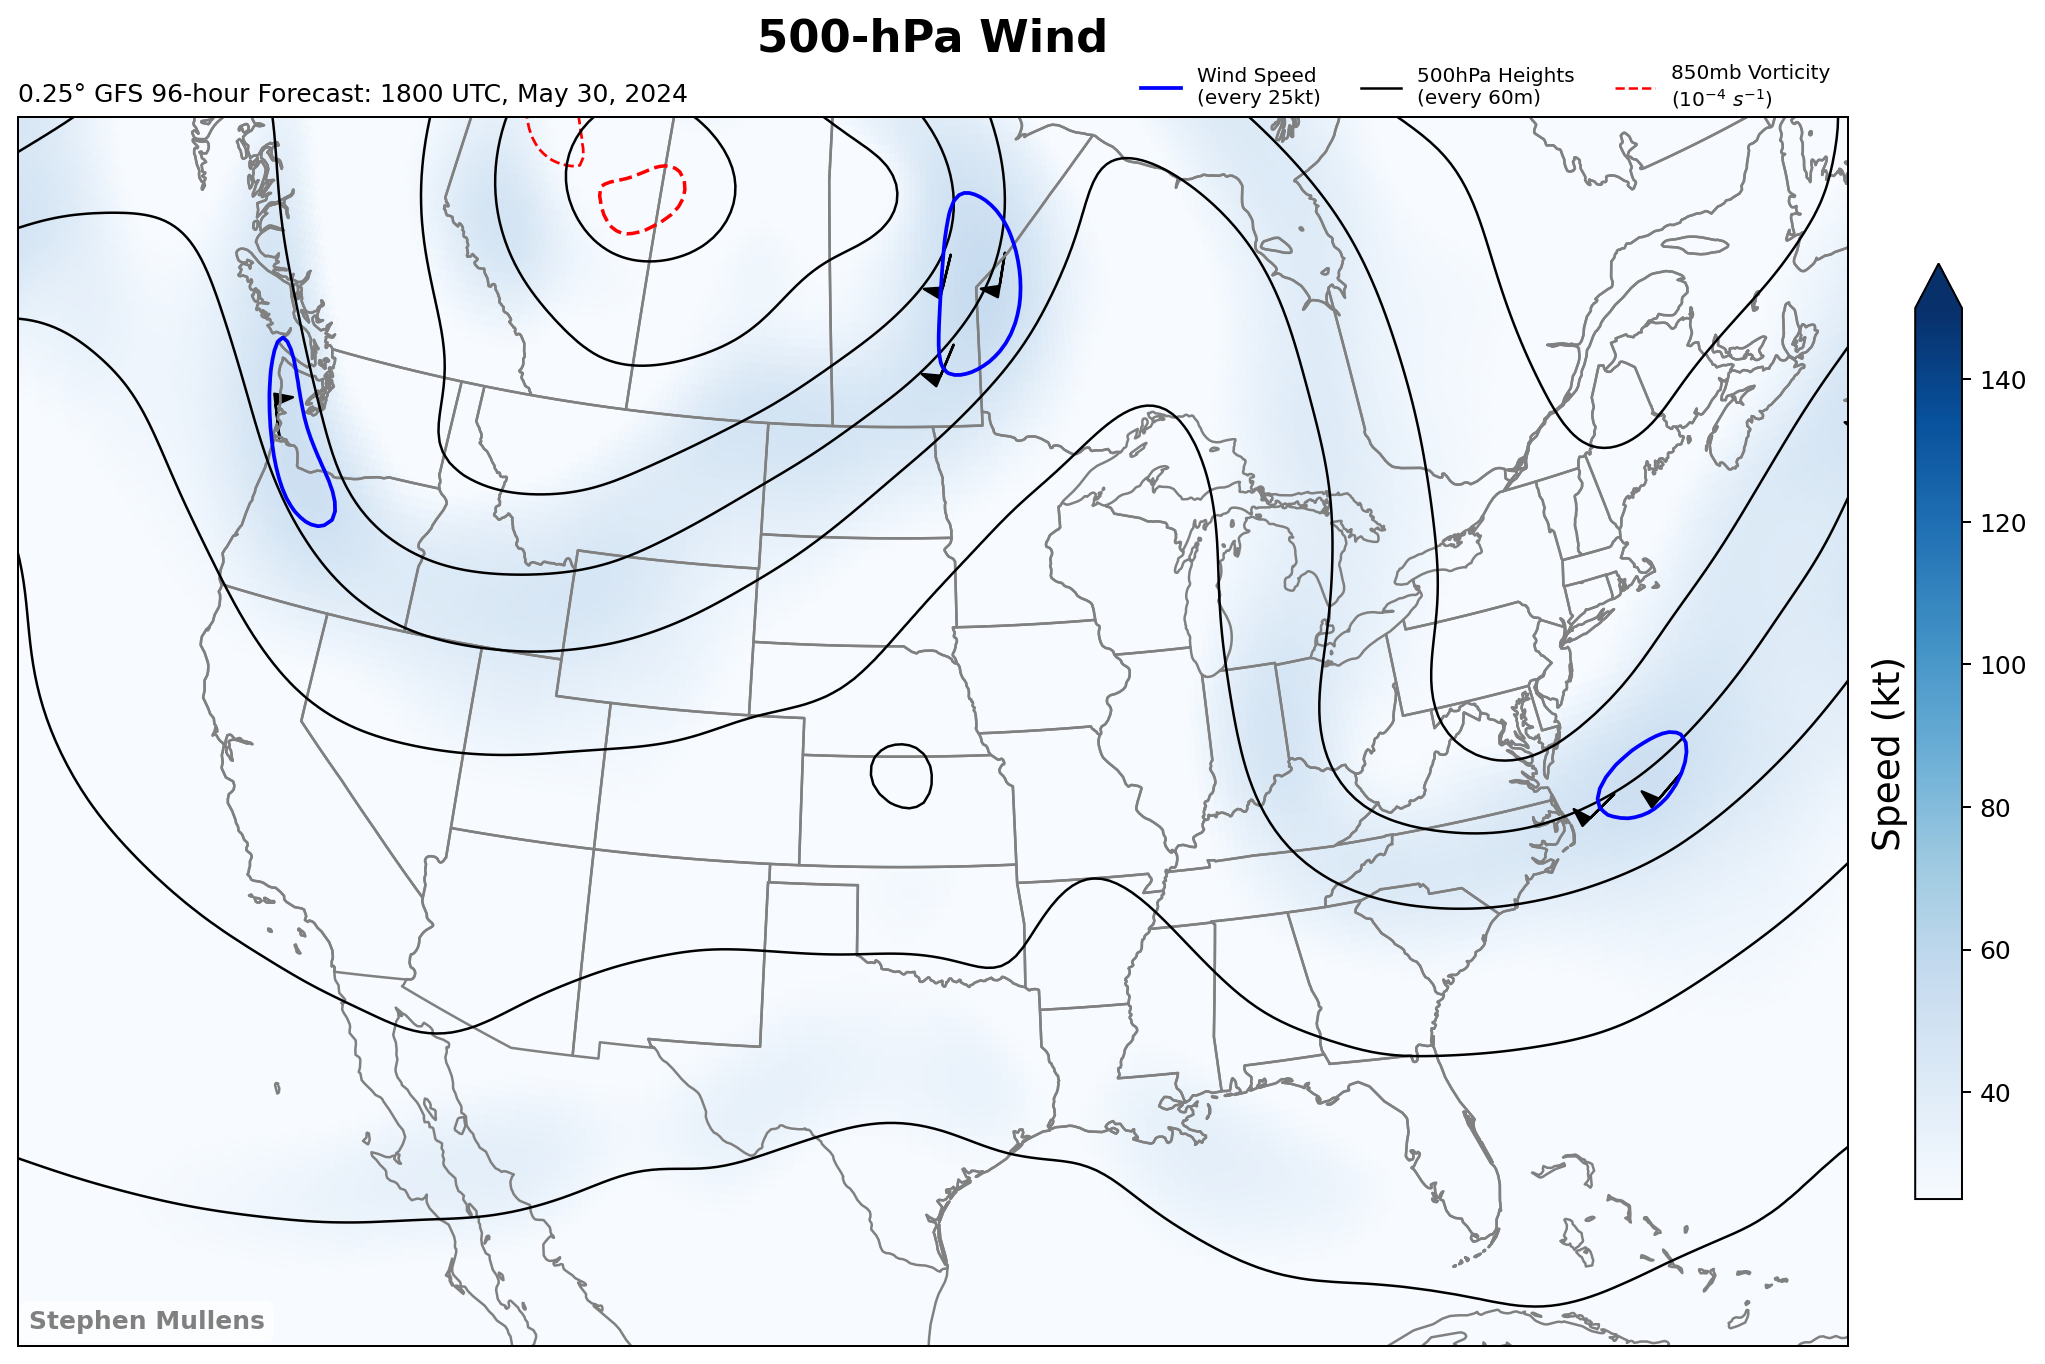 500-hPa Wind
0.25° GFS 96-hour Forecast: 1800 UTC, May 30, 2024
Wind Speed
(every 25kt)
500hPa Heights
(every 60m)
850mb Vorticity
(10⁻⁴ s⁻¹)
140
120
100
80
60
40
Speed (kt)
Stephen Mullens